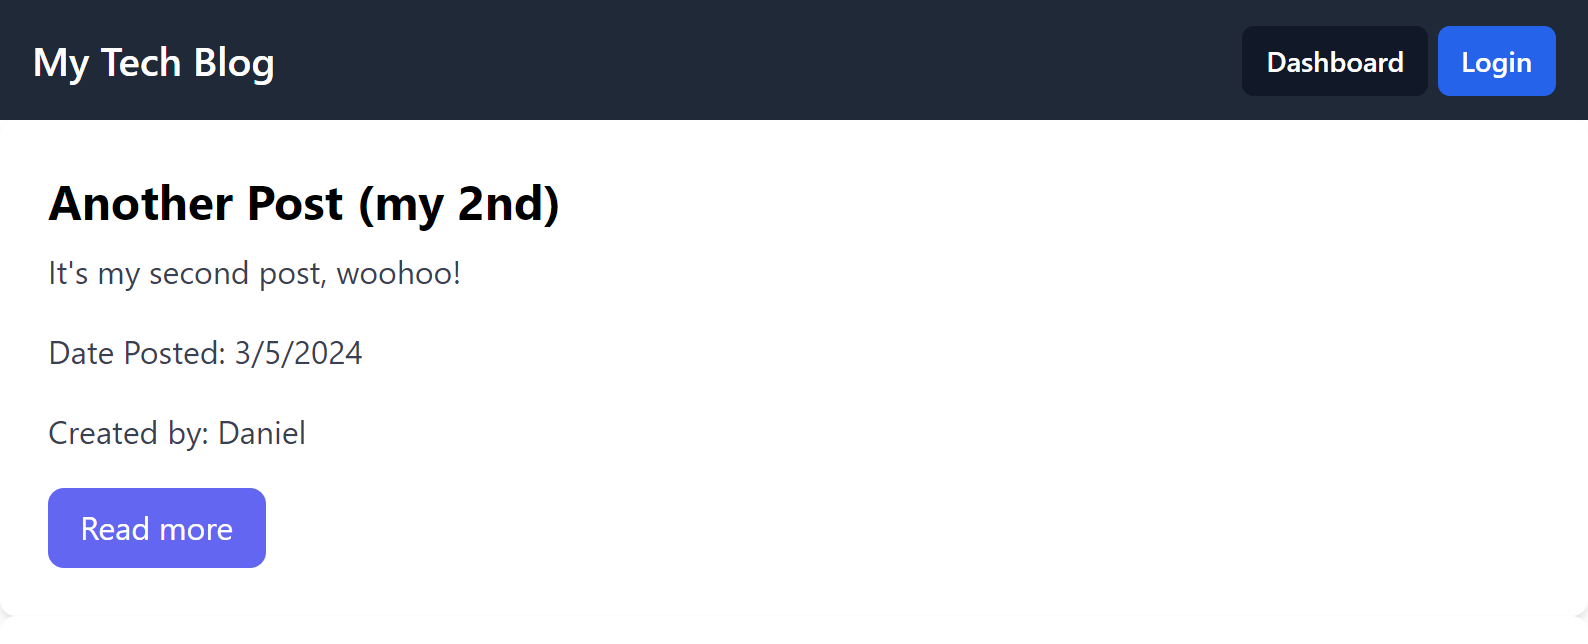 My Tech Blog
Dashboard
Login
Another Post (my 2nd)
It's my second post, woohoo!
Date Posted: 3/5/2024
Created by: Daniel
Read more